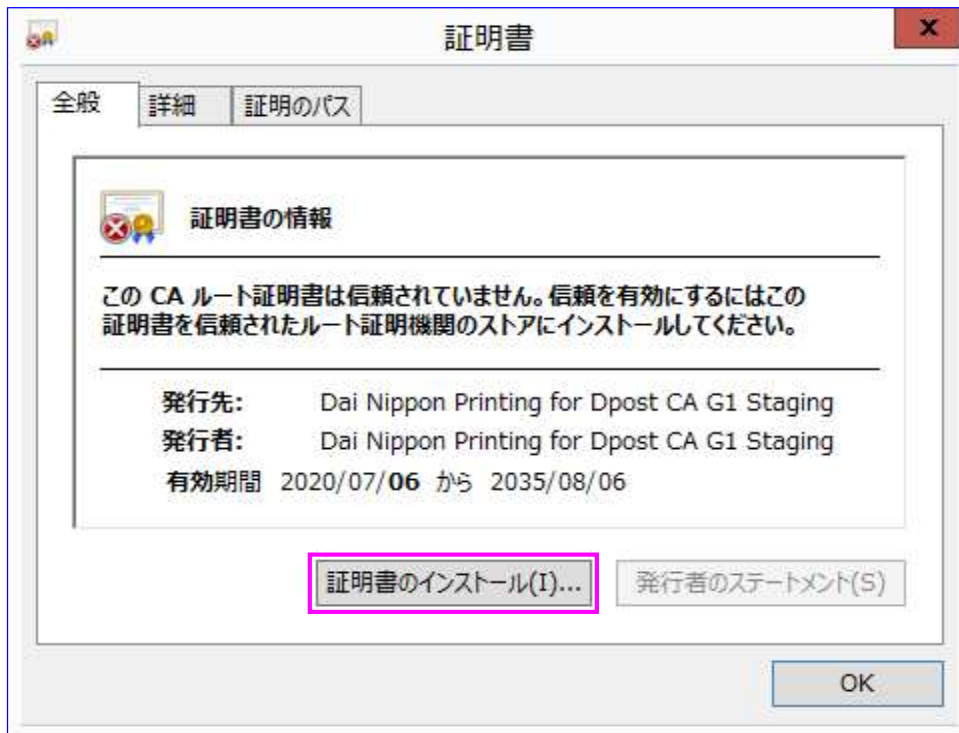 証明書
x
全般 詳細 証明のパス
証明書の情報
この CA ルート証明書は信頼されていません。信頼を有効にするにはこの
証明書を信頼されたルート証明機関のストアにインストールしてください。
発行先: Dai Nippon Printing for Dpost CA G1 Staging
発行者: Dai Nippon Printing for Dpost CA G1 Staging
有効期間 2020/07/06 から 2035/08/06
証明書のインストール(I)... 発行者のステートメント(S)
OK